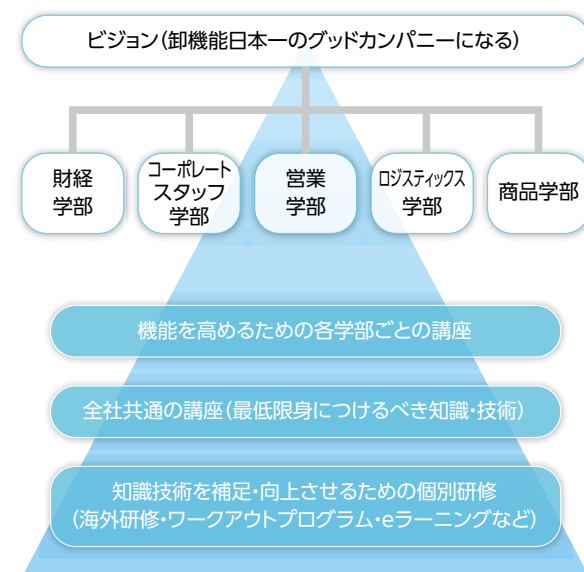 ビジョン(卸機能日本一のグッドカンパニーになる)
財経
学部
コーポレート
スタッフ
学部
営業
学部
ロジスティックス
学部
商品学部
機能を高めるための各学部ごとの講座
全社共通の講座(最低限身につけるべき知識・技術)
知識技術を補足・向上させるための個別研修
(海外研修・ワークアウトプログラム・eラーニングなど)